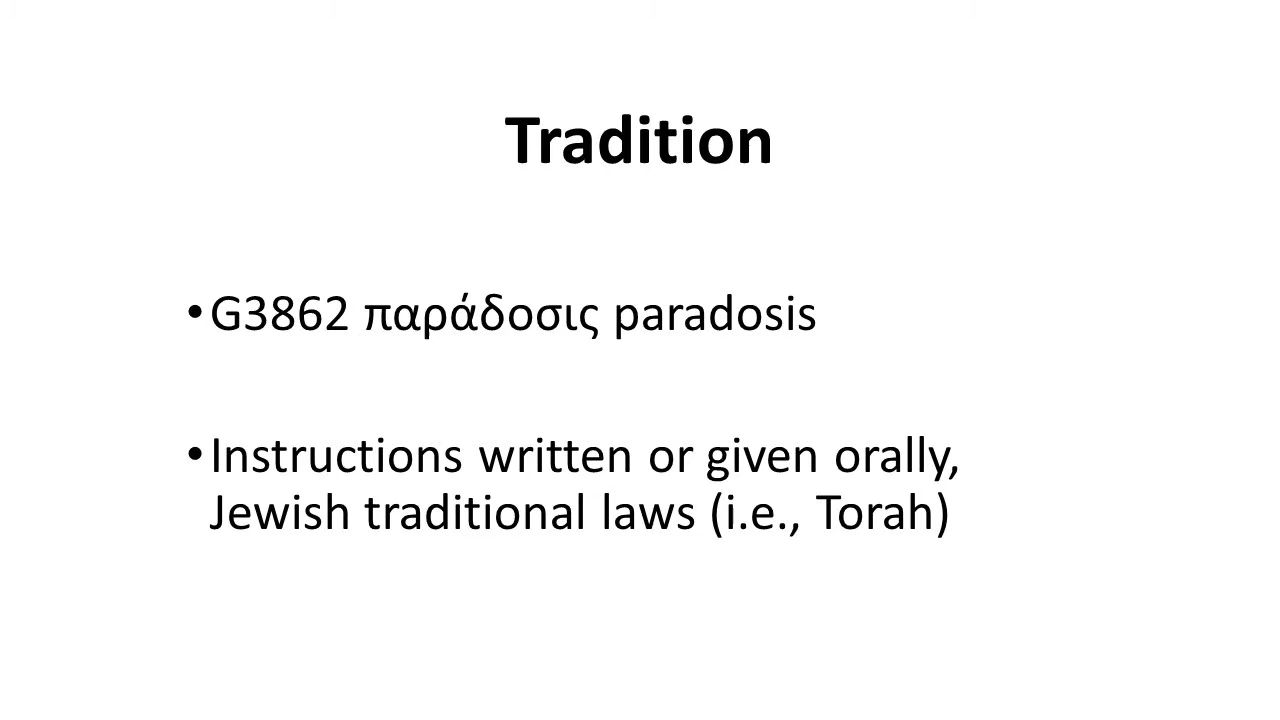 Tradition
•G3862 παράδοσις paradosis
•Instructions written or given orally,
Jewish traditional laws (i.e., Torah)